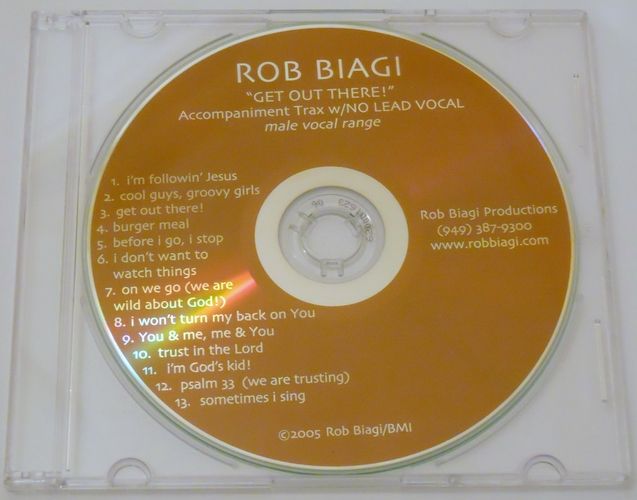 ROB BIAGI
“GET OUT THERE!”
Accompaniment Trax w/NO LEAD VOCAL
male vocal range
1. i'm followin' Jesus
2. cool guys, groovy girls
3. get out there!
4. burger meal
5. before i go, i stop
6. i don't want to
watch things
7. on we go (we are
wild about God!)
8. i won't turn my back on You
9. You & me, me & You
10. trust in the Lord
11. i'm God's kid!
12. psalm 33 (we are trusting)
13. sometimes i sing
Rob Biagi Productions
(949) 387-9300
www.robbiagi.com
©2005 Rob Biagi/BMI